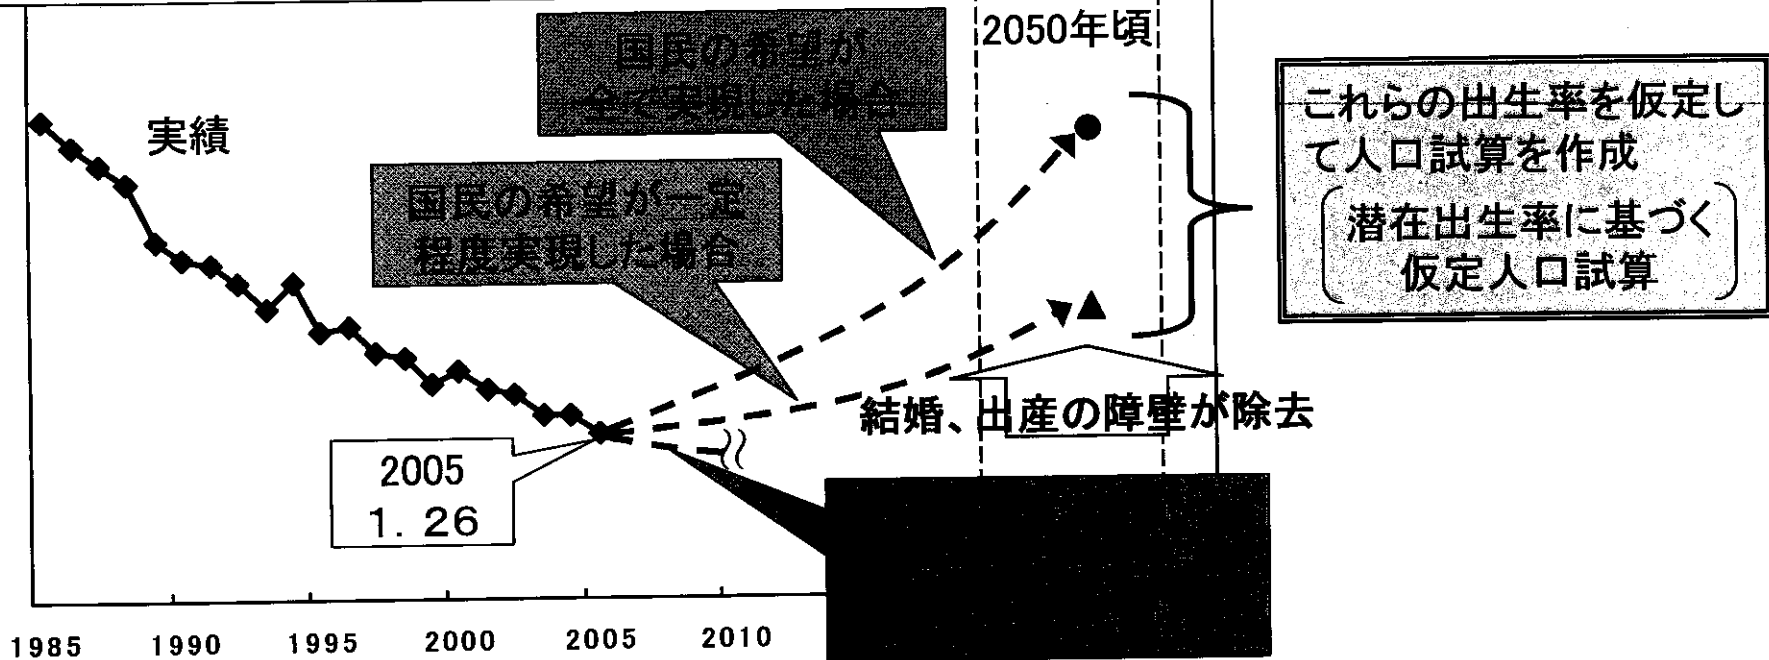 2050年頃
国民の希望が
全て実現した場合
実績
国民の希望が一定
程度実現した場合
これらの出生率を仮定し
て人口試算を作成
潜在出生率に基づく
仮定人口試算
結婚、出産の障壁が除去
2005
1.26
1985
1990
1995
2000
2005
2010